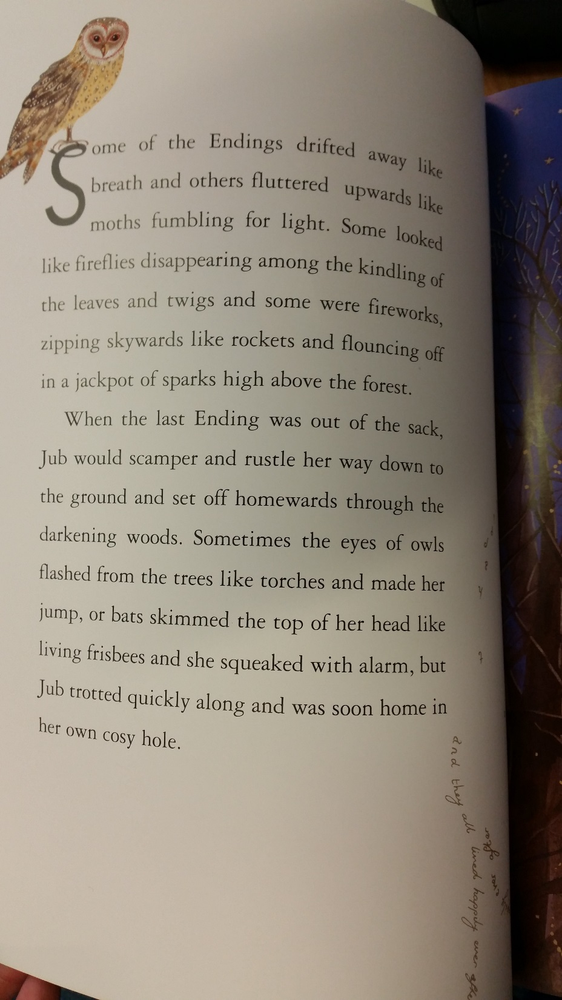 Some of the Endings drifted away like
breath and others fluttered upwards like
moths fumbling for light. Some looked
like fireflies disappearing among the kindling of
the leaves and twigs and some were fireworks,
zipping skywards like rockets and flouncing off
in a jackpot of sparks high above the forest.
When the last Ending was out of the sack,
Jub would scamper and rustle her way down to
the ground and set off homewards through the
darkening woods. Sometimes the eyes of owls
flashed from the trees like torches and made her
jump, or bats skimmed the top of her head like
living frisbees and she squeaked with alarm, but
Jub trotted quickly along and was soon home in
her own cosy hole.
and they all lived happily ever after
ever after